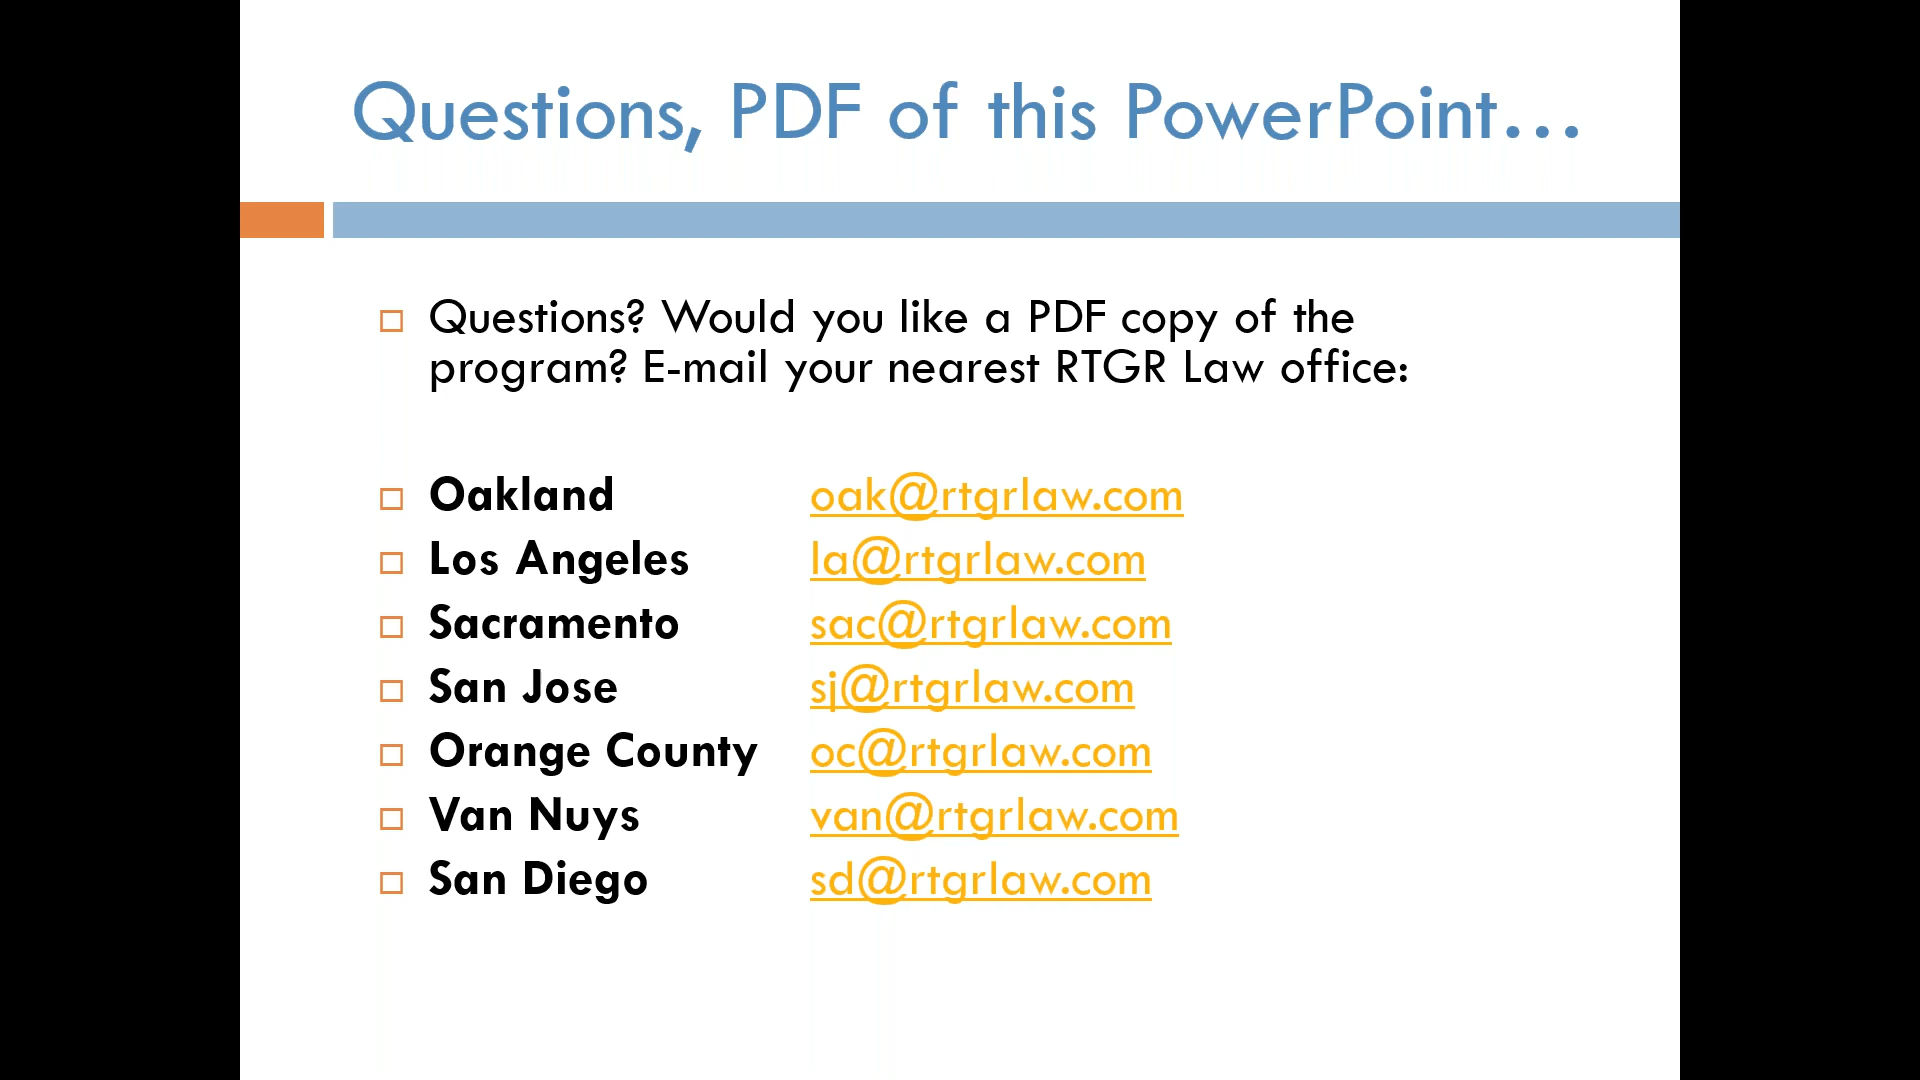 Questions, PDF of this PowerPoint…
Questions? Would you like a PDF copy of the
program? E-mail your nearest RTGR Law office:
Oakland oak@rtgrlaw.com
Los Angeles la@rtgrlaw.com
Sacramento sac@rtgrlaw.com
San Jose sj@rtgrlaw.com
Orange County oc@rtgrlaw.com
Van Nuys van@rtgrlaw.com
San Diego sd@rtgrlaw.com